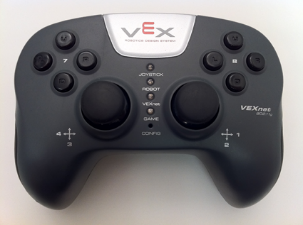 VEX
7
8
JOYSTICK
ROBOT
VEXnet
GAME
CONFIG
VEXnet
4
3
2
1